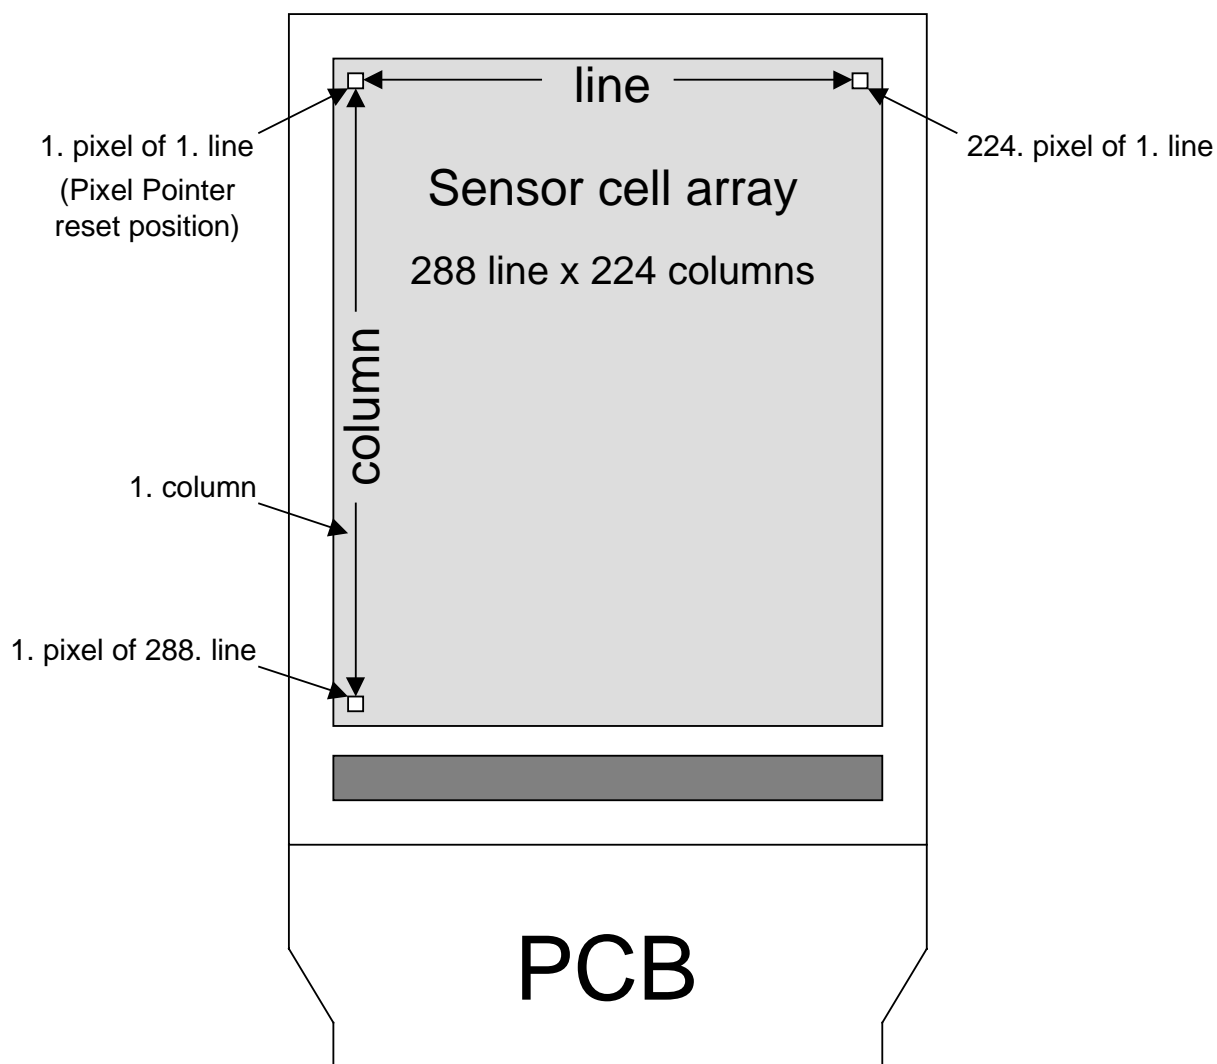 line
1. pixel of 1. line
(Pixel Pointer
reset position)
224. pixel of 1. line
Sensor cell array
288 line x 224 columns
column
1. column
1. pixel of 288. line
PCB